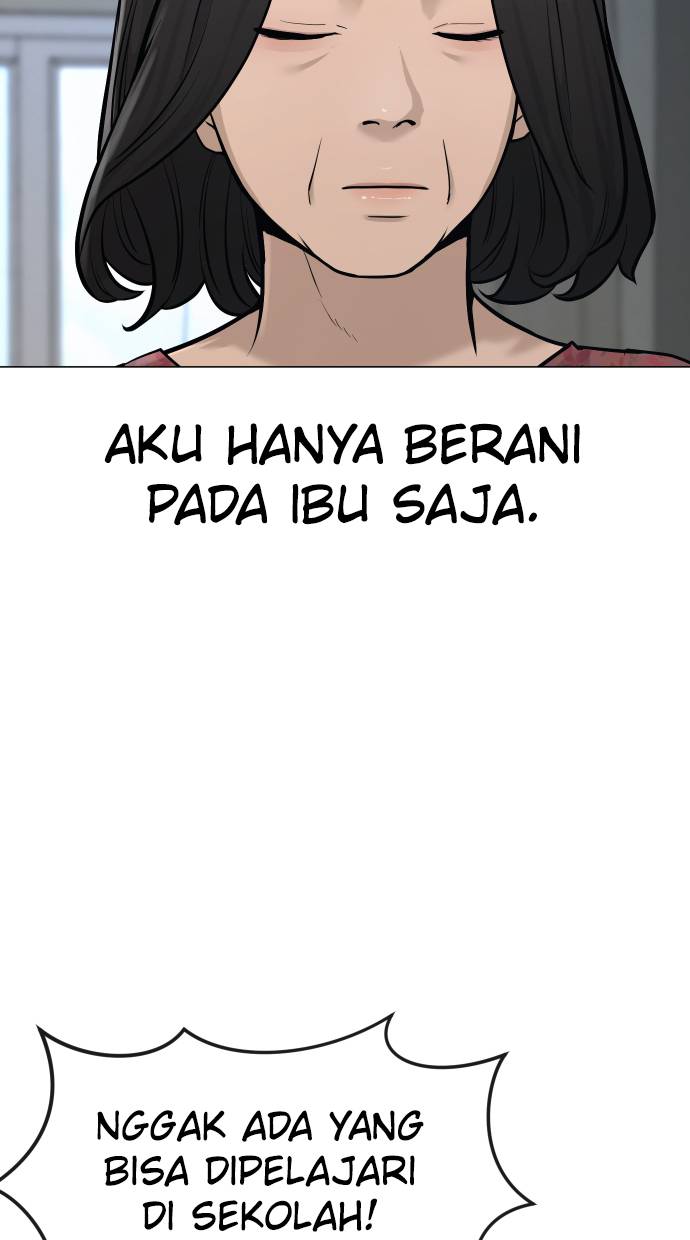 AKU HANYA BERANI
PADA IBU SAJA.
NGGAK ADA YANG
BISA DIPELAJARI
DI SEKOLAH!